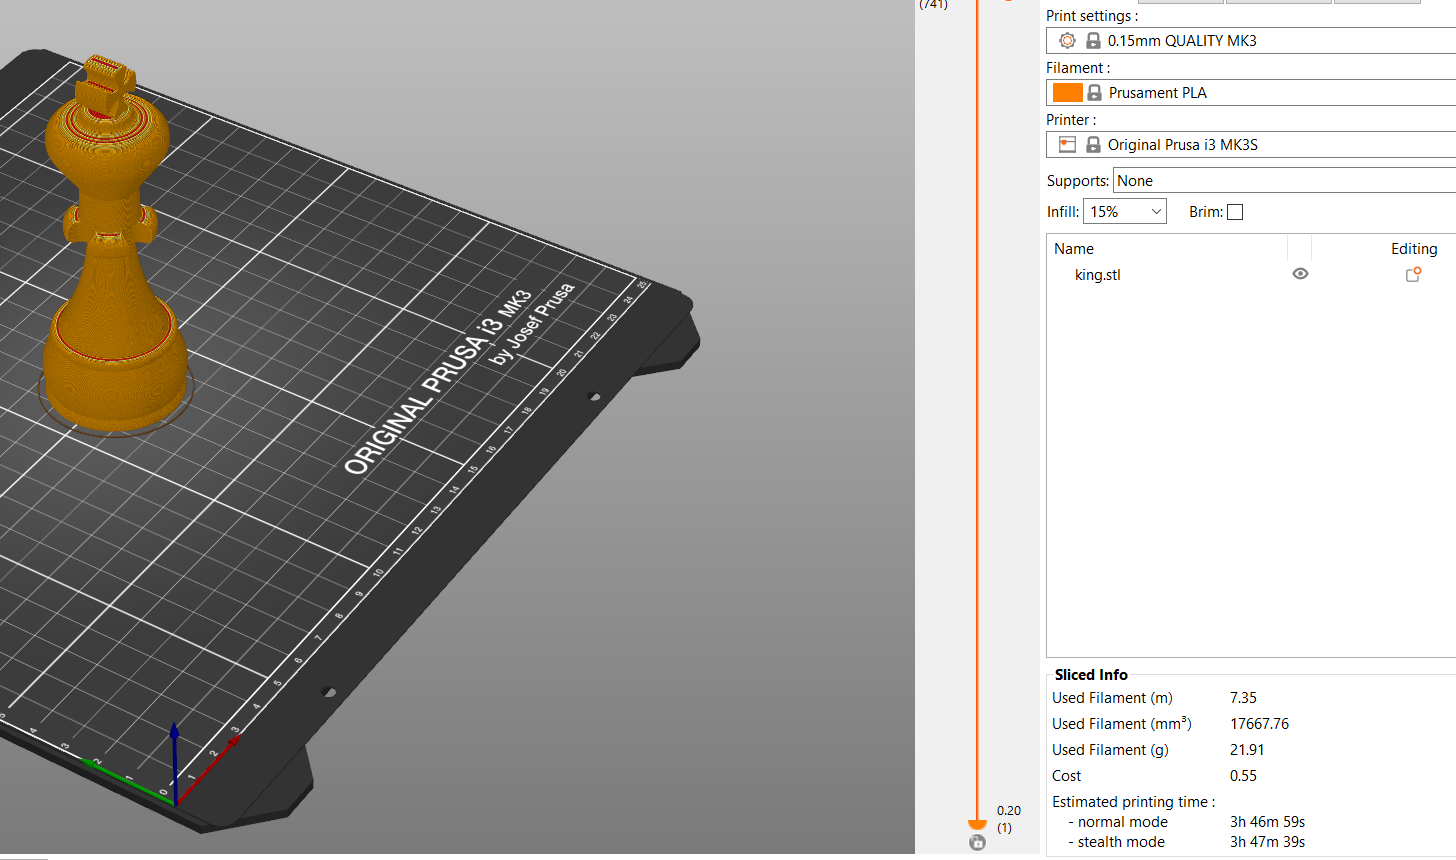 (741)
Print settings :
0.15mm QUALITY MK3
Filament :
Prusament PLA
Printer :
Original Prusa i3 MK3S
Supports: None
Infill: 15% Brim:
Name Editing
king.stl
ORIGINAL PRUSA i3 MK3
by Josef Prusa
25
24
23
22
21
20
19
18
17
16
15
14
13
12
11
10
9
8
7
6
5
4
3
2
1
0
1
2
3
4
5
0.20
(1)
Sliced Info
Used Filament (m) 7.35
Used Filament (mm³) 17667.76
Used Filament (g) 21.91
Cost 0.55
Estimated printing time :
- normal mode 3h 46m 59s
- stealth mode 3h 47m 39s